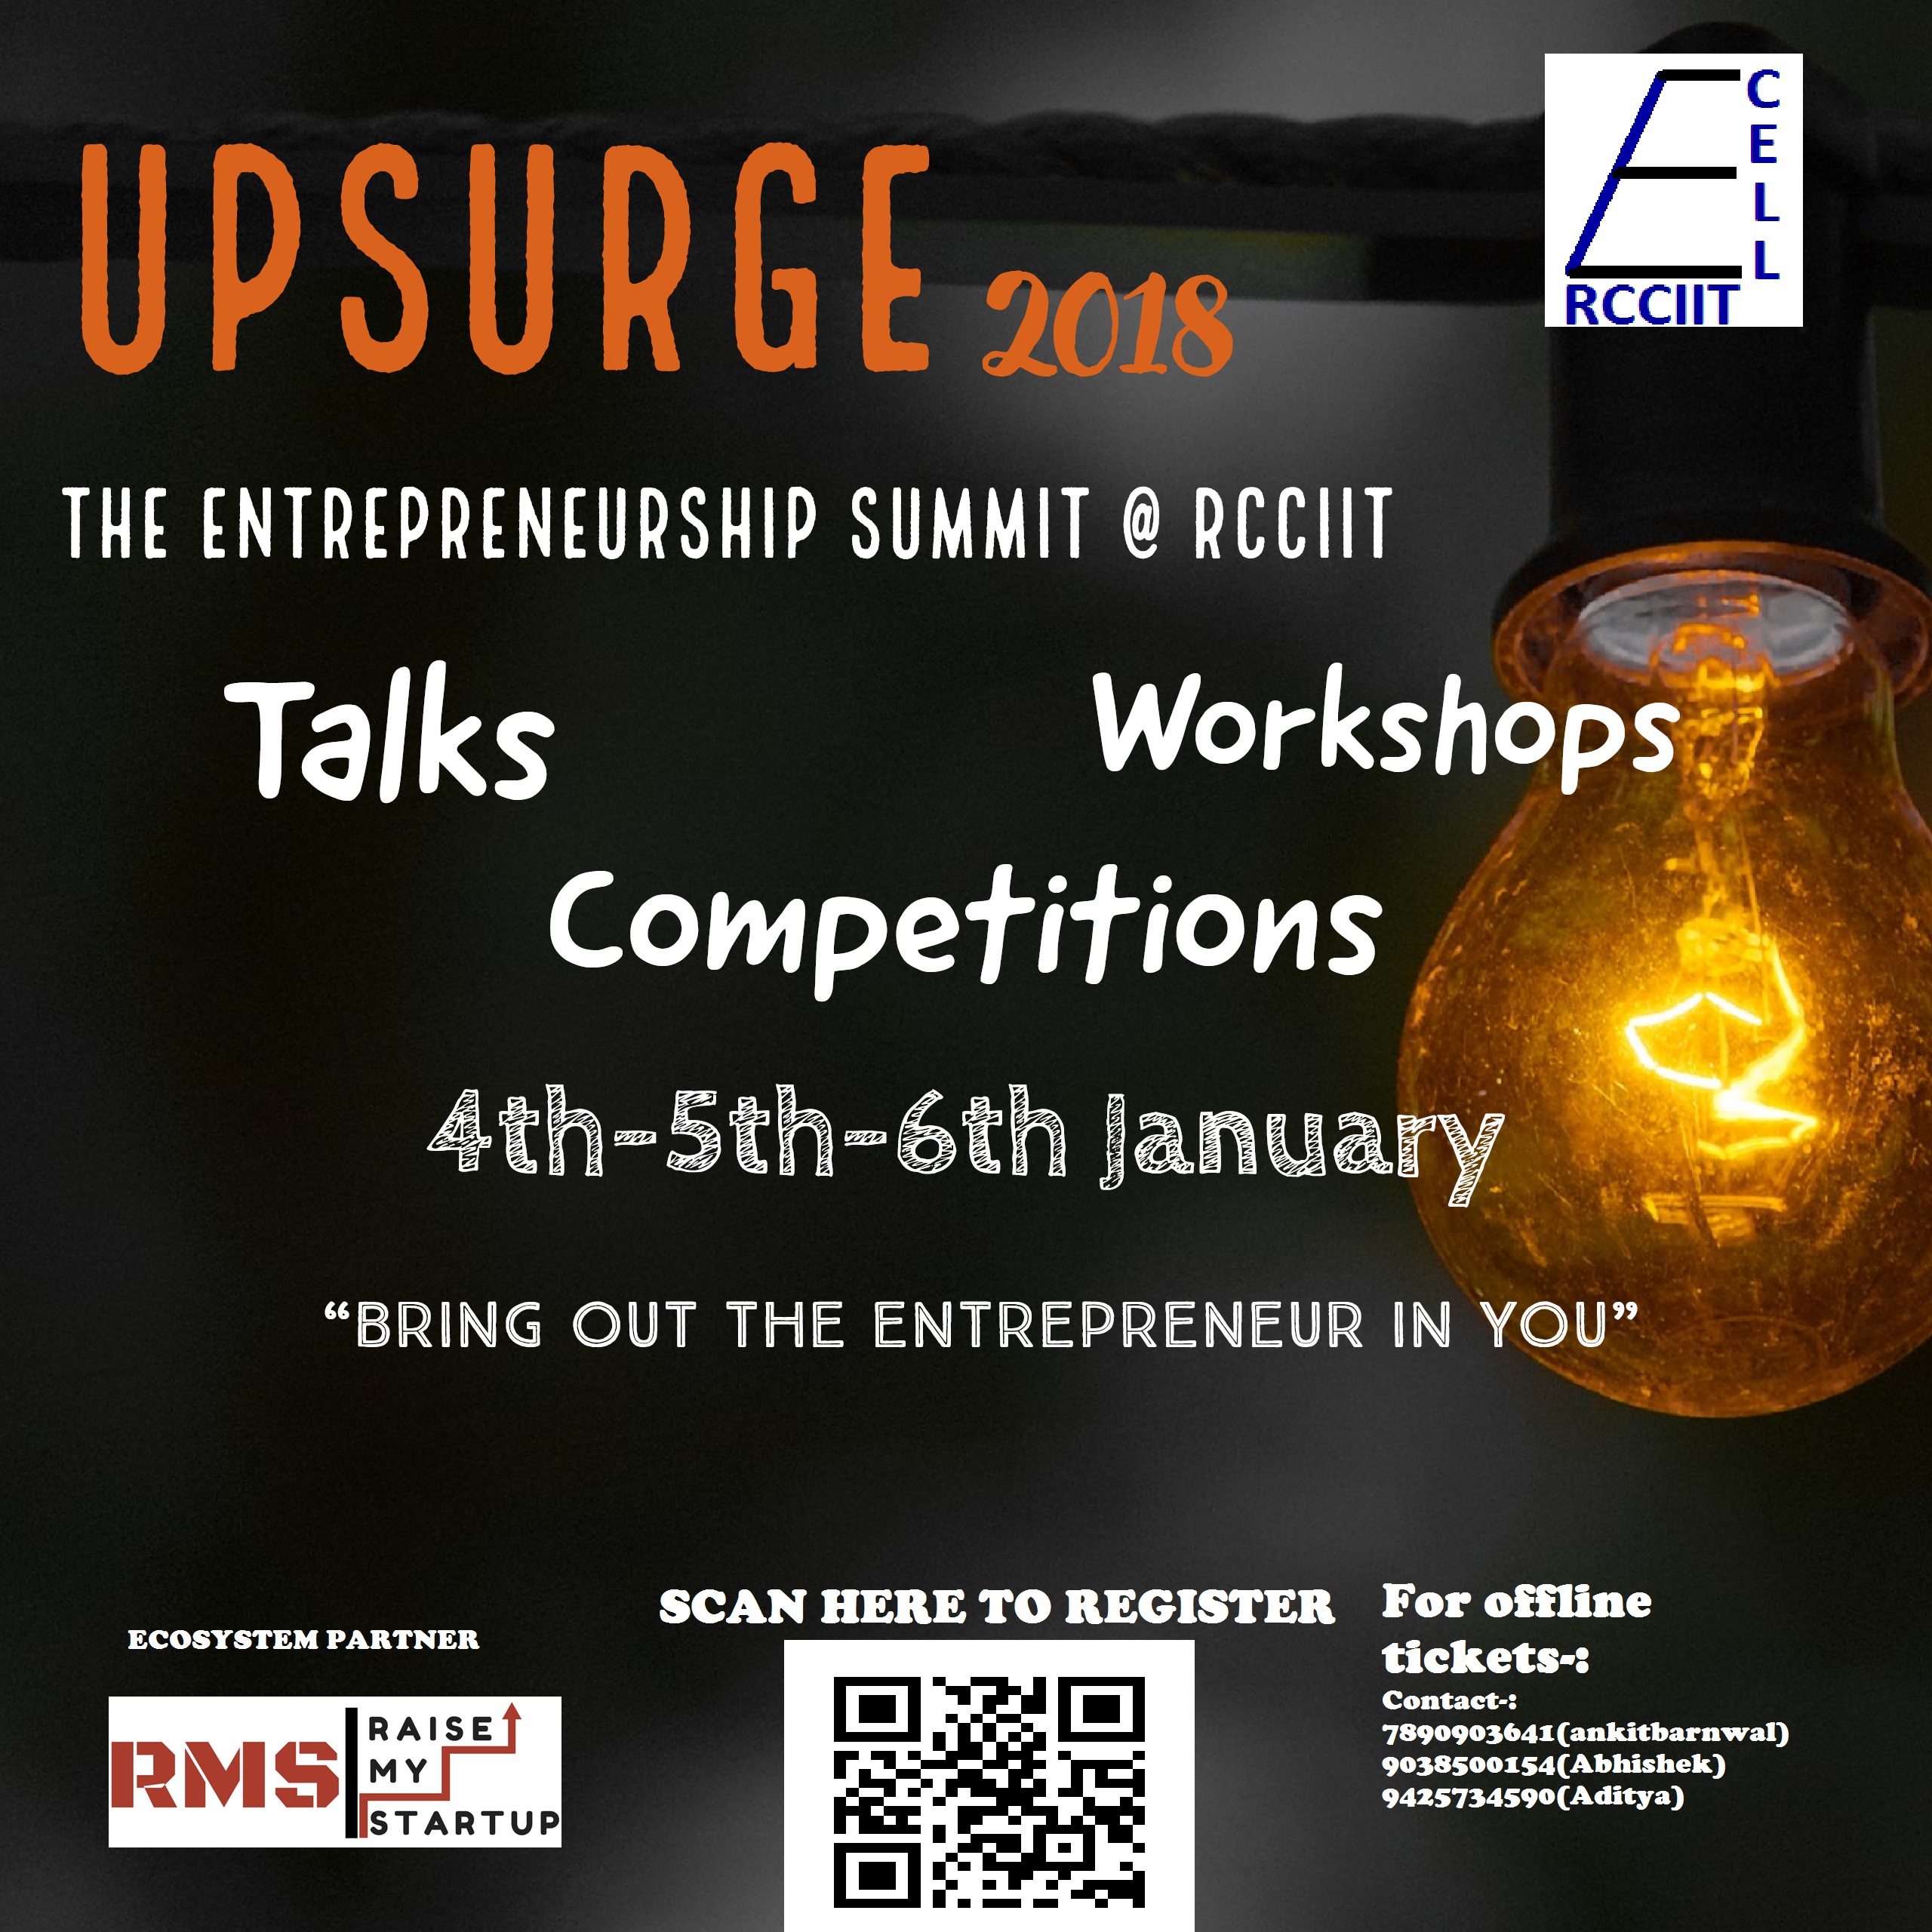 UPSURGE 2018
E CELL
RCCIIT
THE ENTREPRENEURSHIP SUMMIT @ RCCIIT
Talks
Workshops
Competitions
4th-5th-6th January
“BRING OUT THE ENTREPRENEUR IN YOU”
ECOSYSTEM PARTNER
RMS
RAISE
MY
STARTUP
SCAN HERE TO REGISTER
For offline
tickets-:
Contact-:
7890903641(ankitbarnwal)
9038500154(Abhishek)
9425734590(Aditya)